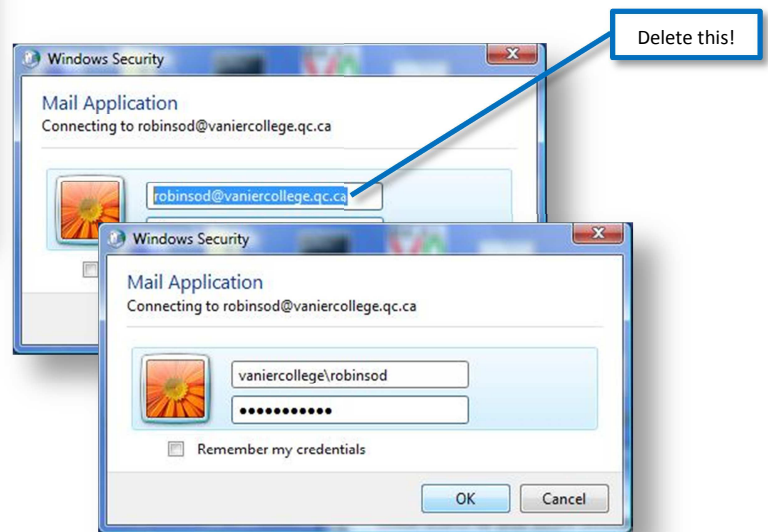 Delete this!
Windows Security
Mail Application
Connecting to robinsod@vaniercollege.qc.ca
robinsod@vaniercollege.qc.ca
Windows Security
Mail Application
Connecting to robinsod@vaniercollege.qc.ca
vaniercollege\robinsod
●●●●●●●●●●●
Remember my credentials
OK Cancel